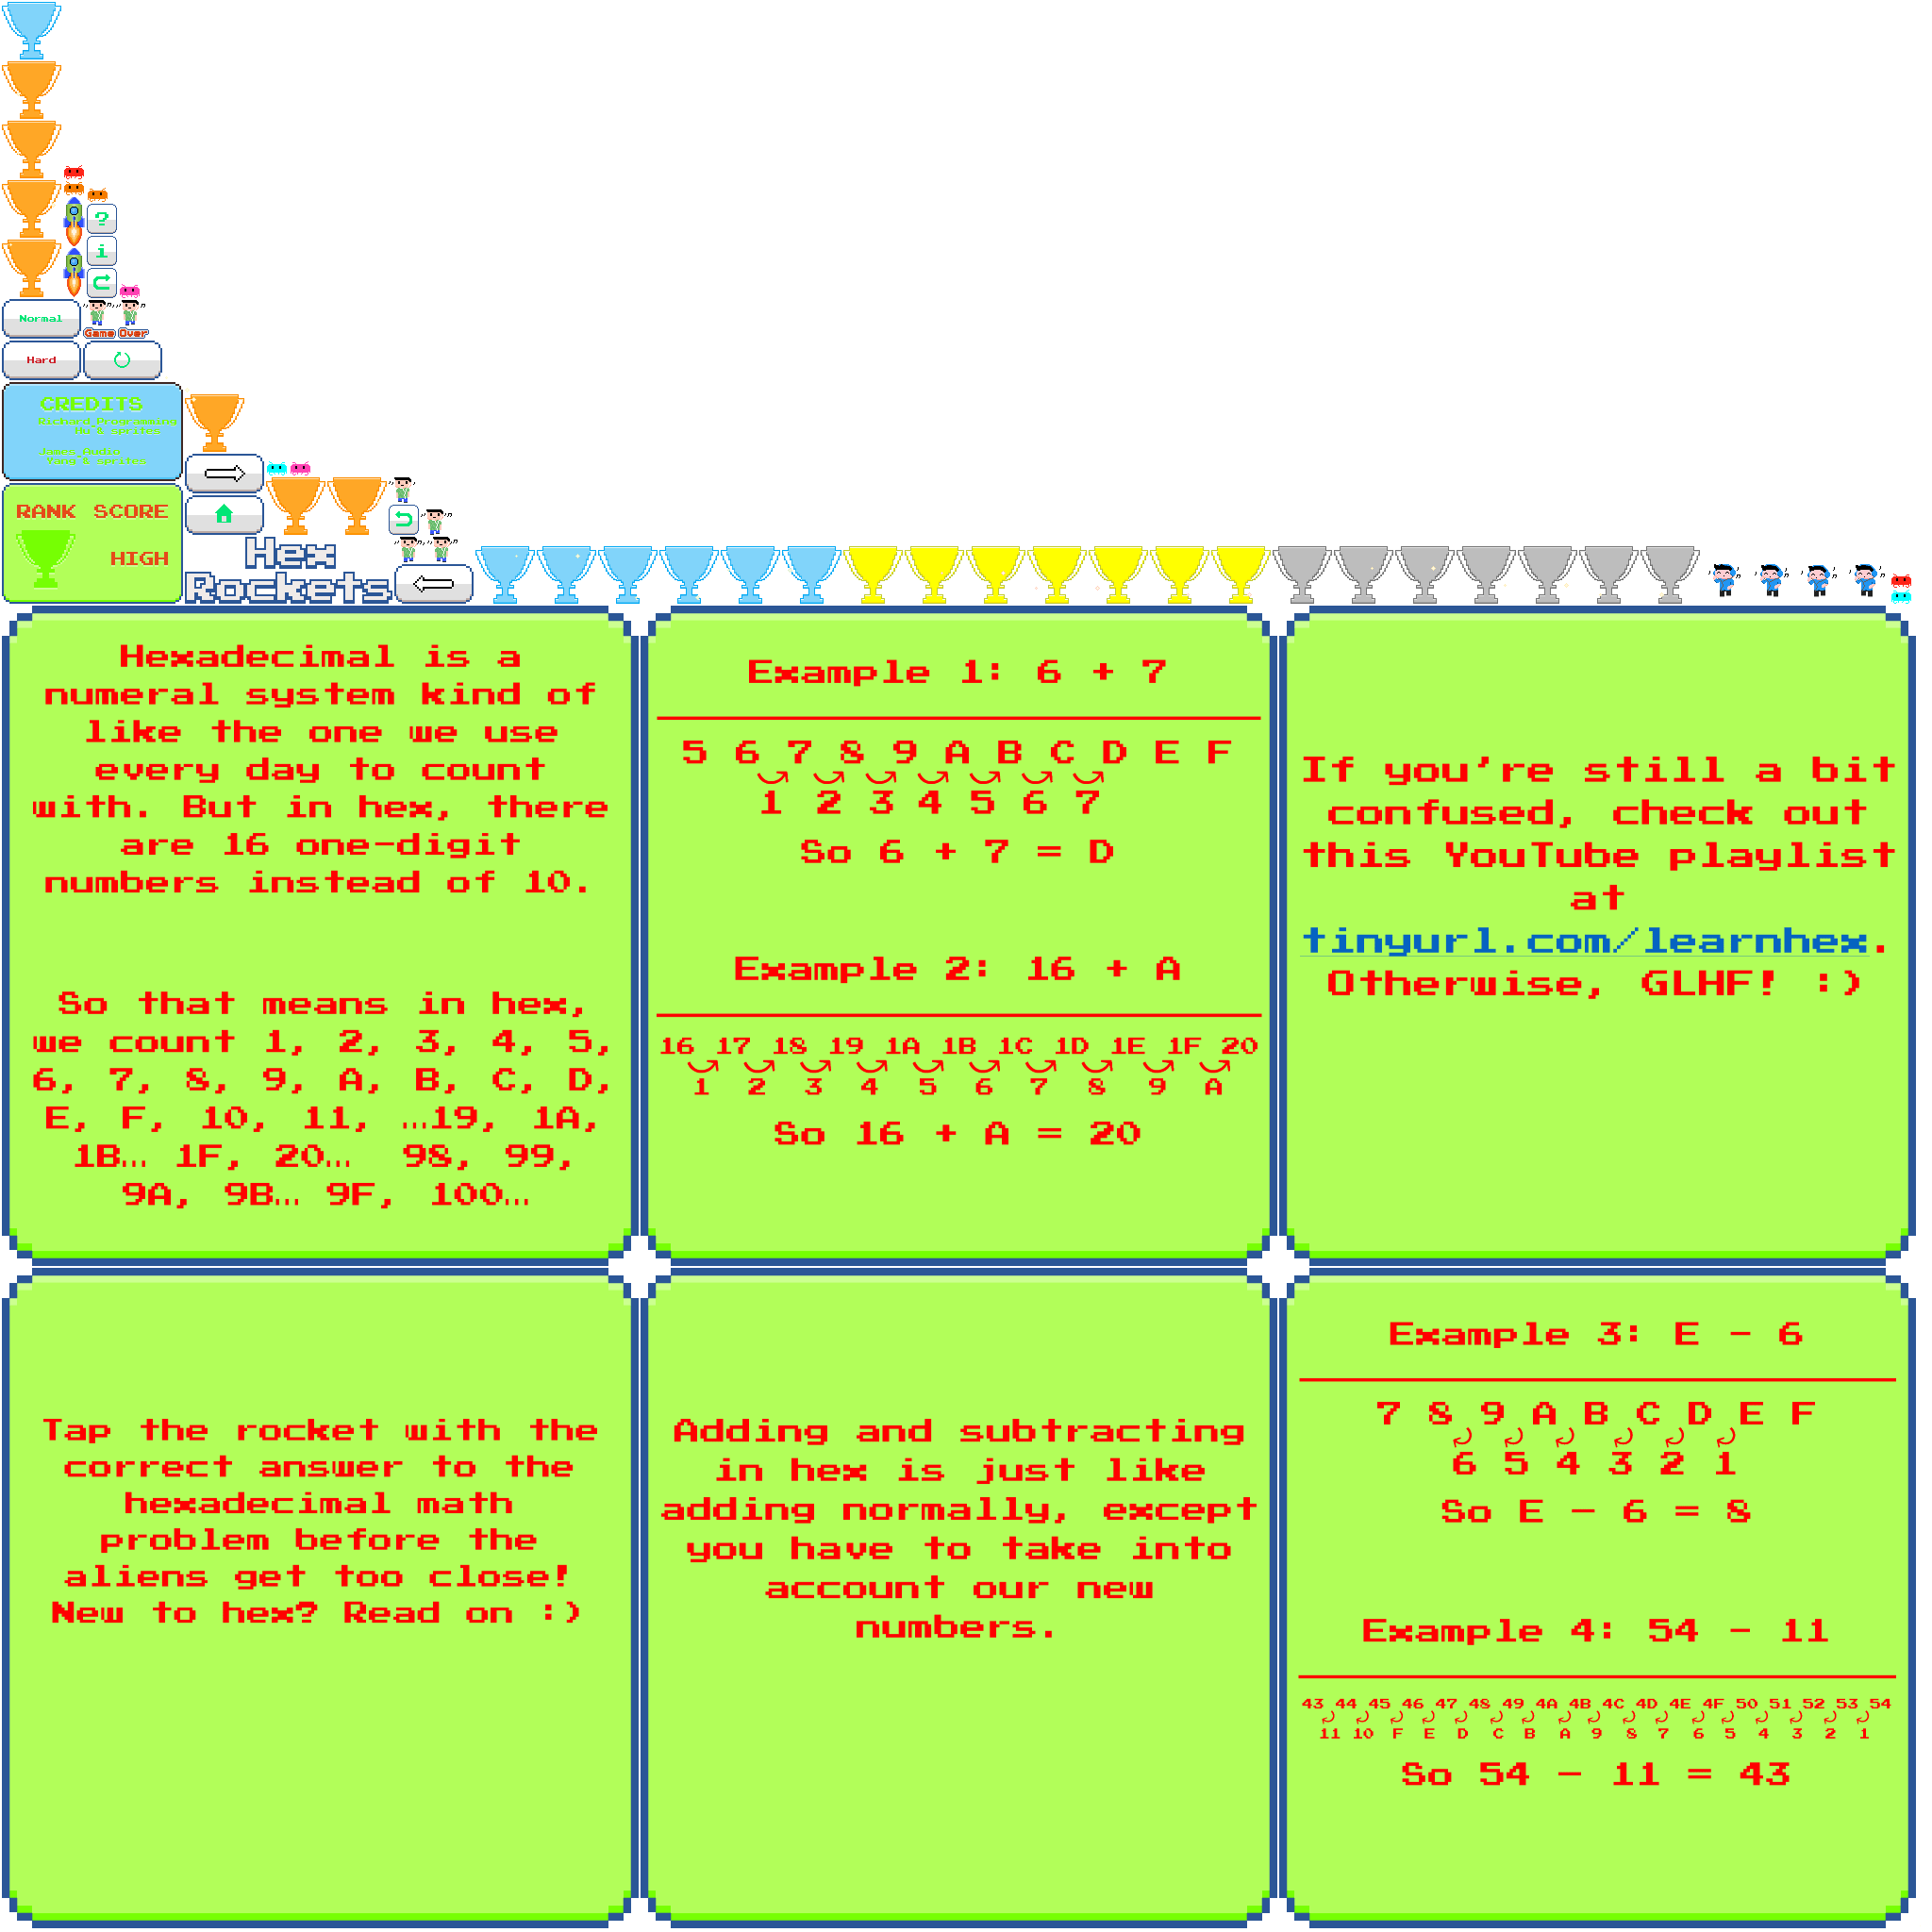 ?
i
Normal
Game Over
Hard
CREDITS
Richard Programming
Hu & sprites
James Audio
Yang & sprites
RANK SCORE
HIGH
Hex
Rockets
Hexadecimal is a
numeral system kind of
like the one we use
every day to count
with. But in hex, there
are 16 one-digit
numbers instead of 10.
So that means in hex,
we count 1, 2, 3, 4, 5,
6, 7, 8, 9, A, B, C, D,
E, F, 10, 11, …19, 1A,
1B… 1F, 20… 98, 99,
9A, 9B… 9F, 100…
Example 1: 6 + 7
5 6 7 8 9 A B C D E F
1 2 3 4 5 6 7
So 6 + 7 = D
Example 2: 16 + A
16 17 18 19 1A 1B 1C 1D 1E 1F 20
1 2 3 4 5 6 7 8 9 A
So 16 + A = 20
If you're still a bit
confused, check out
this YouTube playlist
at
tinyurl.com/learnhex.
Otherwise, GLHF! :)
Tap the rocket with the
correct answer to the
hexadecimal math
problem before the
aliens get too close!
New to hex? Read on :)
Adding and subtracting
in hex is just like
adding normally, except
you have to take into
account our new
numbers.
Example 3: E - 6
7 8 9 A B C D E F
6 5 4 3 2 1
So E - 6 = 8
Example 4: 54 - 11
43 44 45 46 47 48 49 4A 4B 4C 4D 4E 4F 50 51 52 53 54
11 10 F E D C B A 9 8 7 6 5 4 3 2 1
So 54 - 11 = 43